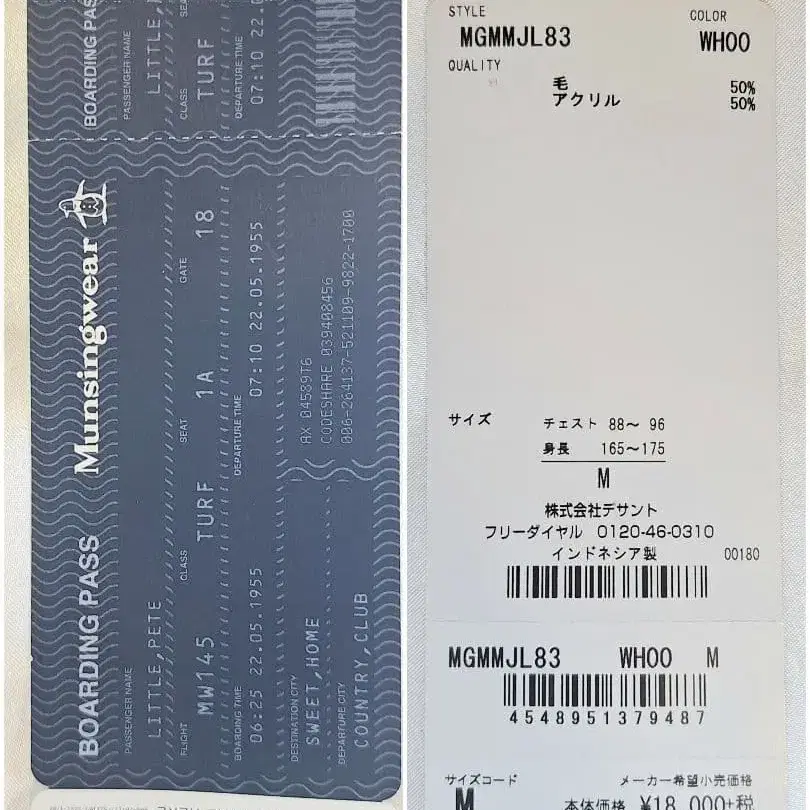 BOARDING PASS
Munsingwear
PASSENGER NAME
LITTLE,PETE
FLIGHT
CLASS
SEAT
GATE
MW145
TURF
1A
18
BOARDING TIME
DEPARTURE TIME
06:25 22.05.1955
07:10 22.05.1955
DESTINATION CITY
SWEET,HOME
DEPARTURE CITY
COUNTRY,CLUB
AX 04589T6
CODESHARE 039408456
006-264137-521109-9822-1700
BOARDING PAS
PASSENGER NAME
LITTLE,
CLASS
TURF
DEPARTURE TIME
07:10 22.
STYLE
COLOR
MGMMJL83
WH00
QUALITY
毛 50%
アクリル 50%
サイズ
チェスト 88～ 96
身長 165～175
M
株式会社デサント
フリーダイヤル 0120-46-0310
インドネシア製
00180
MGMMJL83 WH00 M
4548951379487
サイズコード
メーカー希望小売価格
M
本体価格 ¥18,000+税